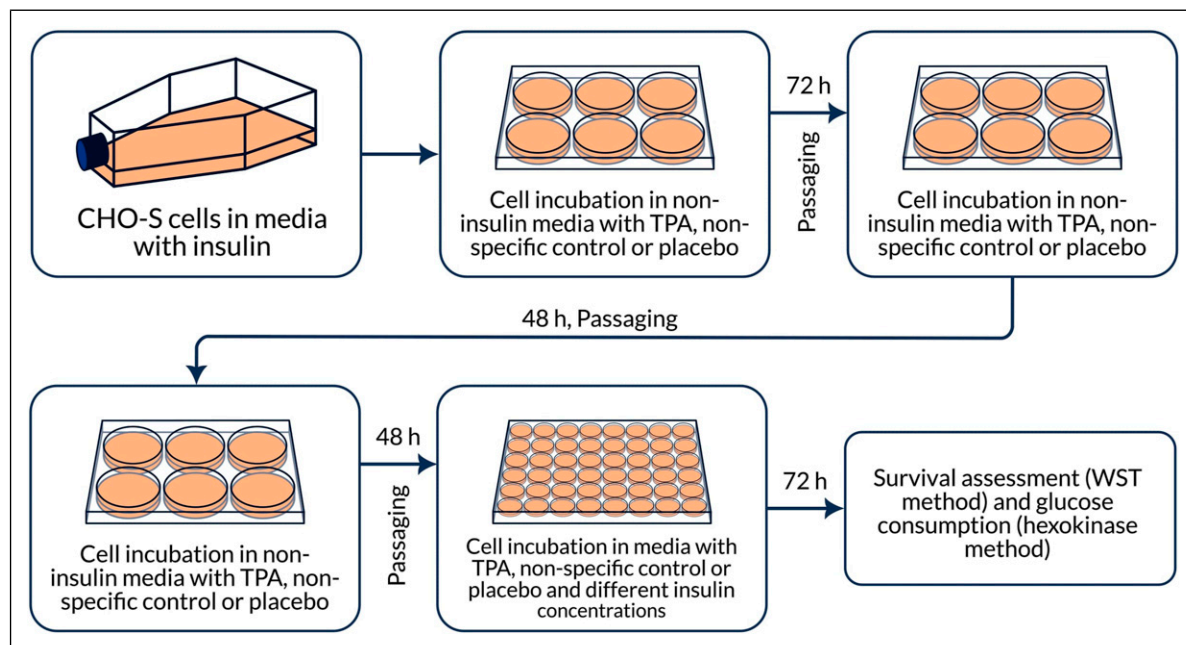 CHO-S cells in media
with insulin
Cell incubation in non-
insulin media with TPA, non-
specific control or placebo
72 h
Passaging
Cell incubation in non-
insulin media with TPA, non-
specific control or placebo
48 h, Passaging
Cell incubation in non-
insulin media with TPA, non-
specific control or placebo
48 h
Passaging
Cell incubation in media with
TPA, non-specific control or
placebo and different insulin
concentrations
72 h
Survival assessment (WST
method) and glucose
consumption (hexokinase
method)